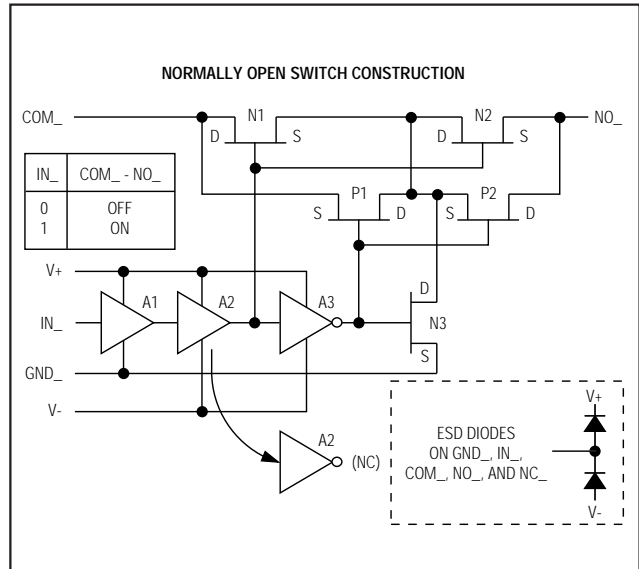 NORMALLY OPEN SWITCH CONSTRUCTION
COM_
N1
N2
NO_
D
S
D
S
IN_ COM_ - NO_
0 OFF
1 ON
P1
P2
S
D
S
D
V+
A1
A2
A3
D
N3
IN_
S
GND_
V-
A2
(NC)
V+
ESD DIODES
ON GND_, IN_,
COM_, NO_, AND NC_
V-